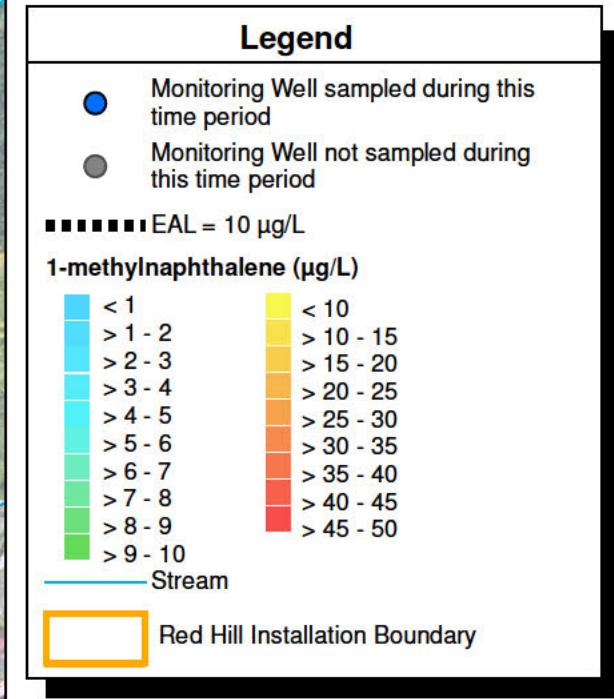 Legend
Monitoring Well sampled during this
time period
Monitoring Well not sampled during
this time period
EAL = 10 µg/L
1-methylnaphthalene (µg/L)
< 1
> 1 - 2
> 2 - 3
> 3 - 4
> 4 - 5
> 5 - 6
> 6 - 7
> 7 - 8
> 8 - 9
> 9 - 10
< 10
> 10 - 15
> 15 - 20
> 20 - 25
> 25 - 30
> 30 - 35
> 35 - 40
> 40 - 45
> 45 - 50
Stream
Red Hill Installation Boundary